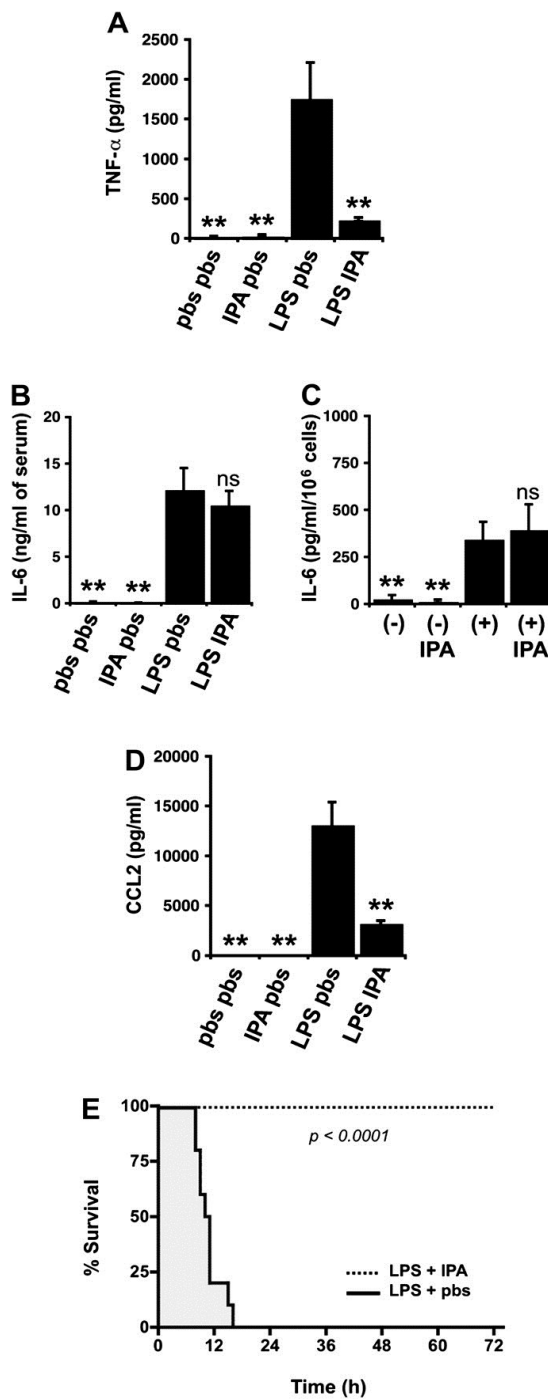 A
TNF-α (pg/ml)
2500
2000
1500
1000
500
0
** ** **
pbs pbs
IPA pbs
LPS pbs
LPS IPA
B
IL-6 (ng/ml of serum)
20
15
10
5
0
** ** ns
pbs pbs
IPA pbs
LPS pbs
LPS IPA
C
IL-6 (pg/ml/10⁶ cells)
1000
750
500
250
0
** ** ns
(-) (-) (+) (+)
IPA IPA
D
CCL2 (pg/ml)
20000
15000
10000
5000
0
** ** **
pbs pbs
IPA pbs
LPS pbs
LPS IPA
E
% Survival
100
75
50
25
0
p < 0.0001
LPS + IPA
LPS + pbs
0 12 24 36 48 60 72
Time (h)